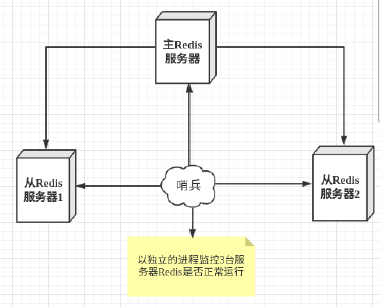 主Redis
服务器
从Redis
服务器1
哨兵
从Redis
服务器2
以独立的进程监控3台服
务器Redis是否正常运行